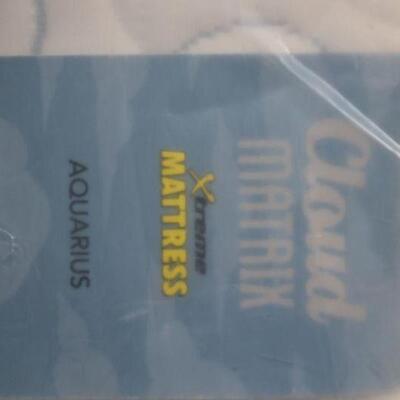 Cloud
MATRIX
Xtreme
MATTRESS
AQUARIUS